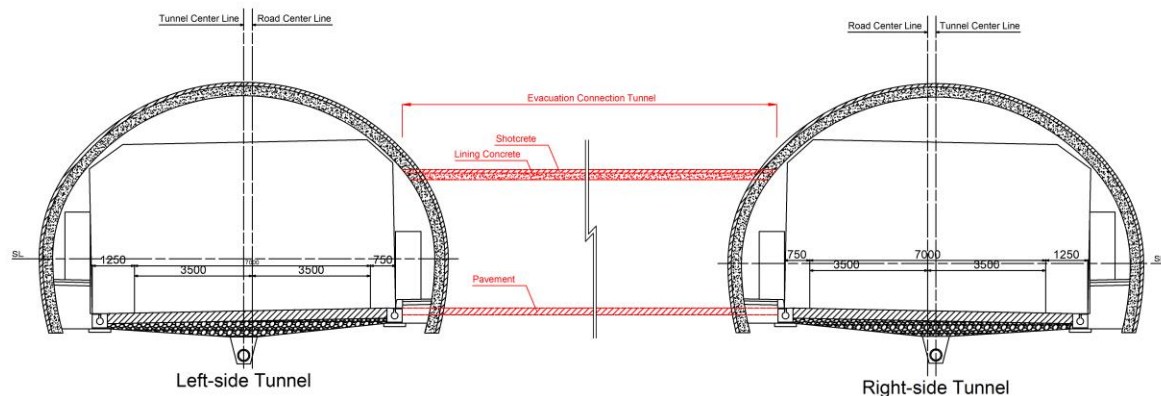 Tunnel Center Line
Road Center Line
Road Center Line
Tunnel Center Line
Evacuation Connection Tunnel
Shotcrete
Lining Concrete
SL
1250
7000
750
3500
3500
750
7000
1250
3500
3500
S
Pavement
Left-side Tunnel
Right-side Tunnel